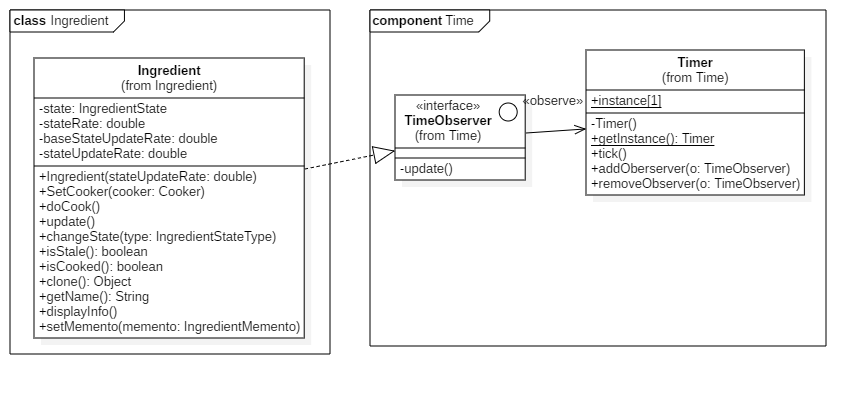 class Ingredient
Ingredient
(from Ingredient)
-state: IngredientState
-stateRate: double
-baseStateUpdateRate: double
-stateUpdateRate: double
+Ingredient(stateUpdateRate: double)
+SetCooker(cooker: Cooker)
+doCook()
+update()
+changeState(type: IngredientStateType)
+isStale(): boolean
+isCooked(): boolean
+clone(): Object
+getName(): String
+displayInfo()
+setMemento(memento: IngredientMemento)
component Time
«interface»
TimeObserver
(from Time)
-update()
«observe»
Timer
(from Time)
+instance[1]
-Timer()
+getInstance(): Timer
+tick()
+addOberserver(o: TimeObserver)
+removeObserver(o: TimeObserver)